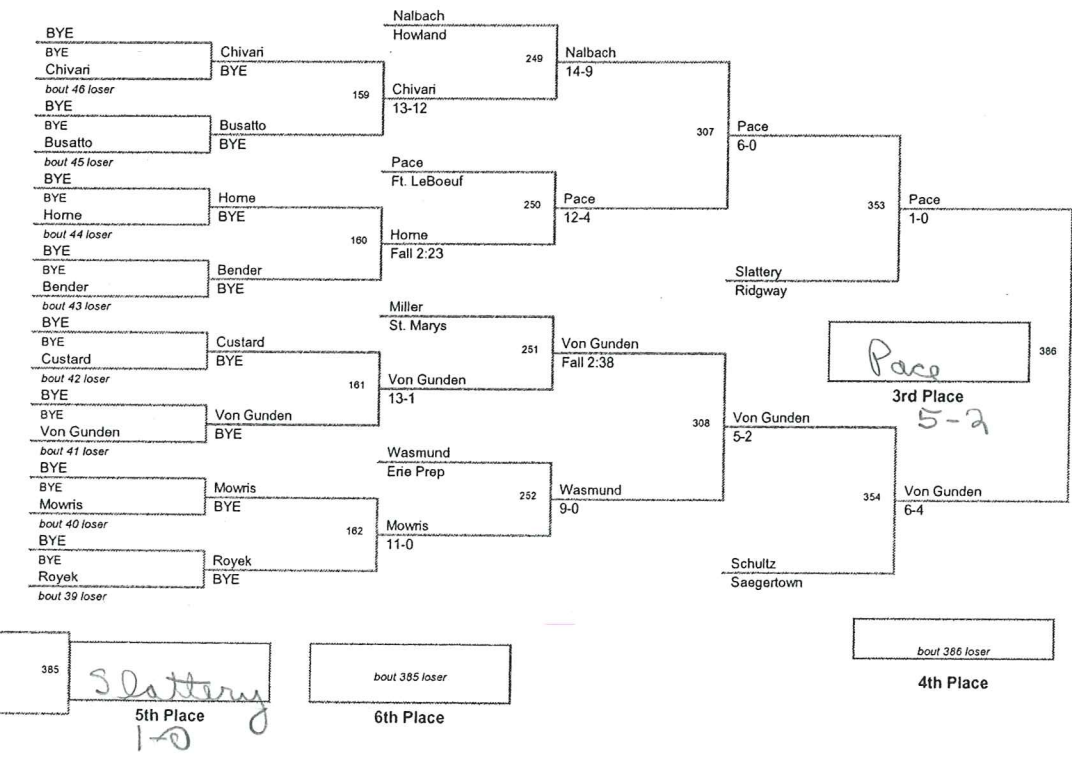 BYE
BYE
Chivari
bout 46 loser
BYE
BYE
Busatto
bout 45 loser
BYE
BYE
Horne
bout 44 loser
BYE
BYE
Bender
bout 43 loser
BYE
BYE
Custard
bout 42 loser
BYE
BYE
Von Gunden
bout 41 loser
BYE
BYE
Mowris
bout 40 loser
BYE
BYE
Royek
bout 39 loser
Chivari
BYE
Busatto
BYE
Horne
BYE
Bender
BYE
Custard
BYE
Von Gunden
BYE
Mowris
BYE
Royek
BYE
159
160
161
162
Nalbach
Howland
Chivari
13-12
Pace
Ft. LeBoeuf
Horne
Fall 2:23
Miller
St. Marys
Von Gunden
13-1
Wasmund
Erie Prep
Mowris
11-0
249
250
251
252
Nalbach
14-9
Pace
12-4
Von Gunden
Fall 2:38
Wasmund
9-0
307
308
Pace
6-0
Slattery
Ridgway
Von Gunden
5-2
Schultz
Saegertown
353
354
Pace
1-0
Von Gunden
6-4
386
Pace
3rd Place
5-2
bout 386 loser
4th Place
385
Slattery
5th Place
1-0
bout 385 loser
6th Place